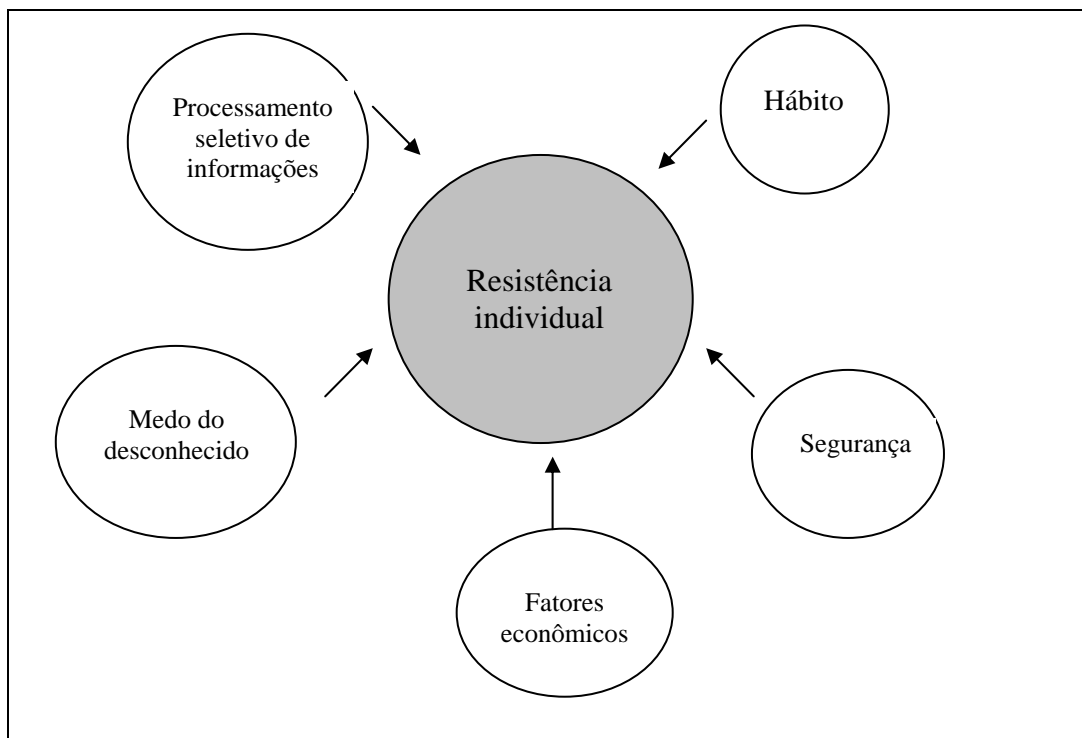 Processamento
seletivo de
informações
Hábito
Resistência
individual
Medo do
desconhecido
Segurança
Fatores
econômicos